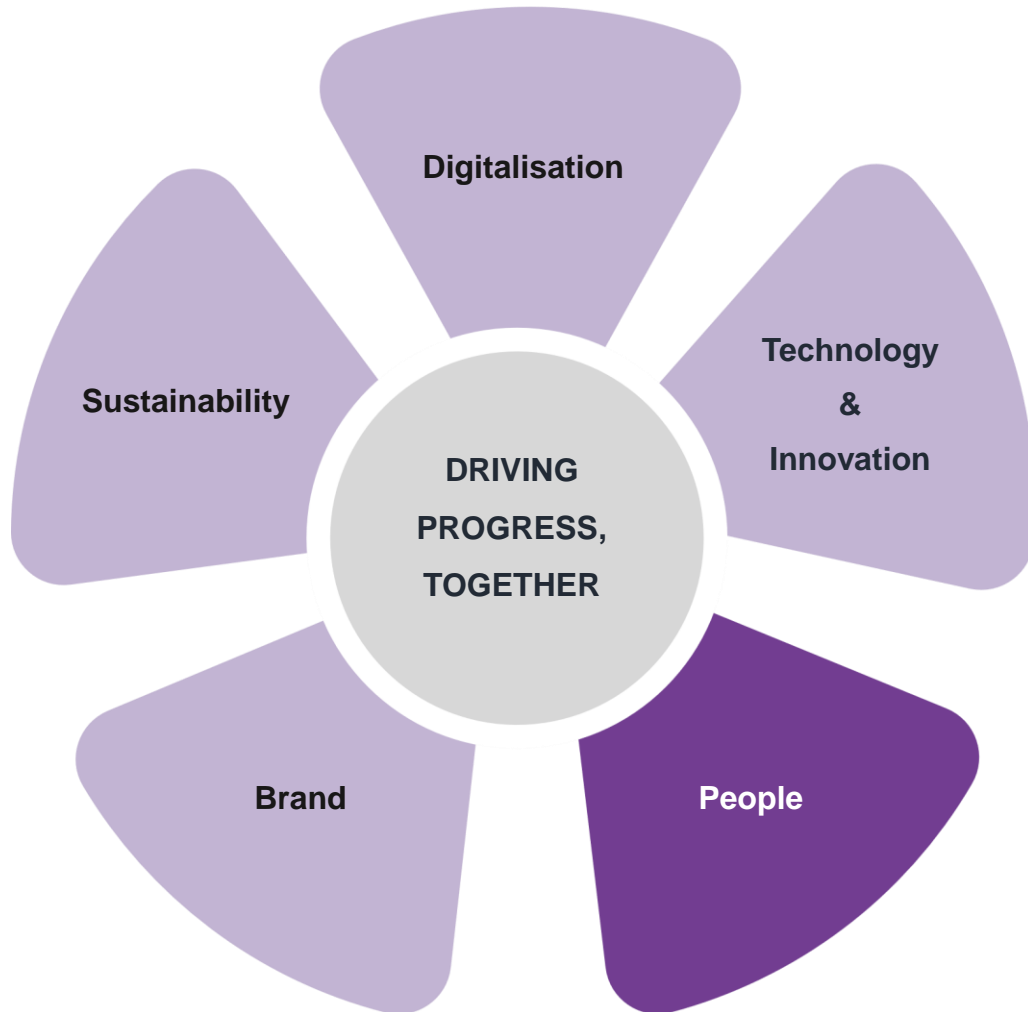 Digitalisation
Technology
&
Innovation
Sustainability
DRIVING
PROGRESS,
TOGETHER
Brand
People